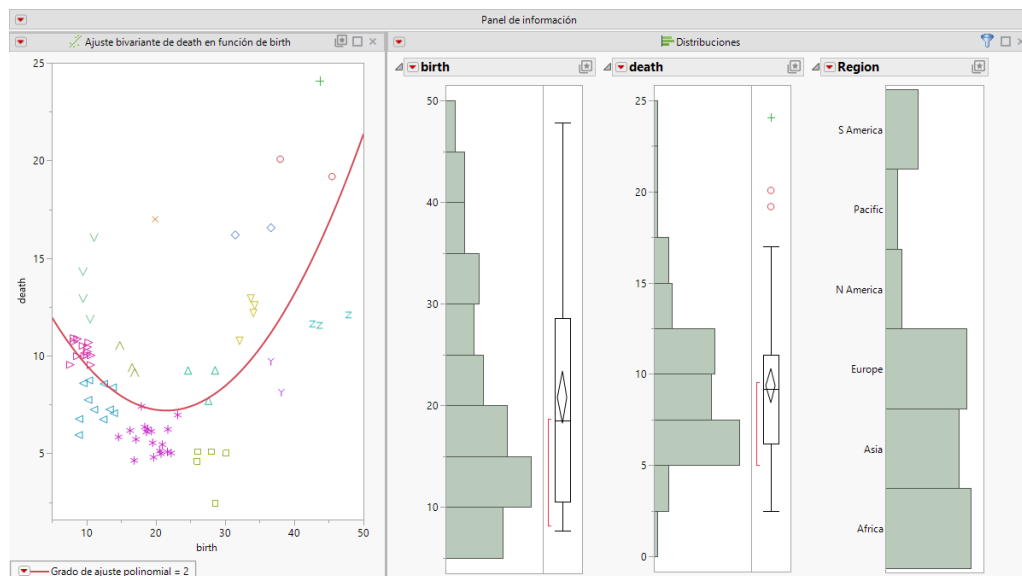 Panel de información
Ajuste bivariante de death en función de birth
25
20
15
10
5
death
10 20 30 40 50
birth
Grado de ajuste polinomial = 2
Distribuciones
birth
50
40
30
20
10
death
25
20
15
10
5
0
Region
S America
Pacific
N America
Europe
Asia
Africa